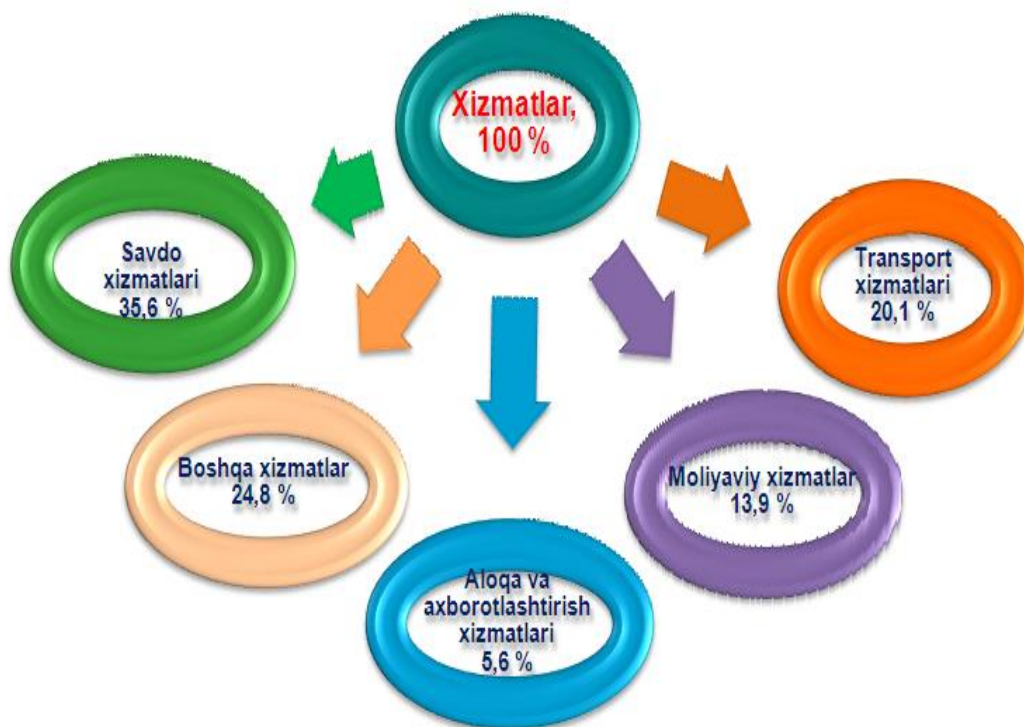 Xizmatlar,
100 %
Savdo
xizmatlari
35,6 %
Transport
xizmatlari
20,1 %
Boshqa xizmatlar
24,8 %
Moliyaviy xizmatlar
13,9 %
Aloqa va
axborotlashtirish
xizmatlari
5,6 %